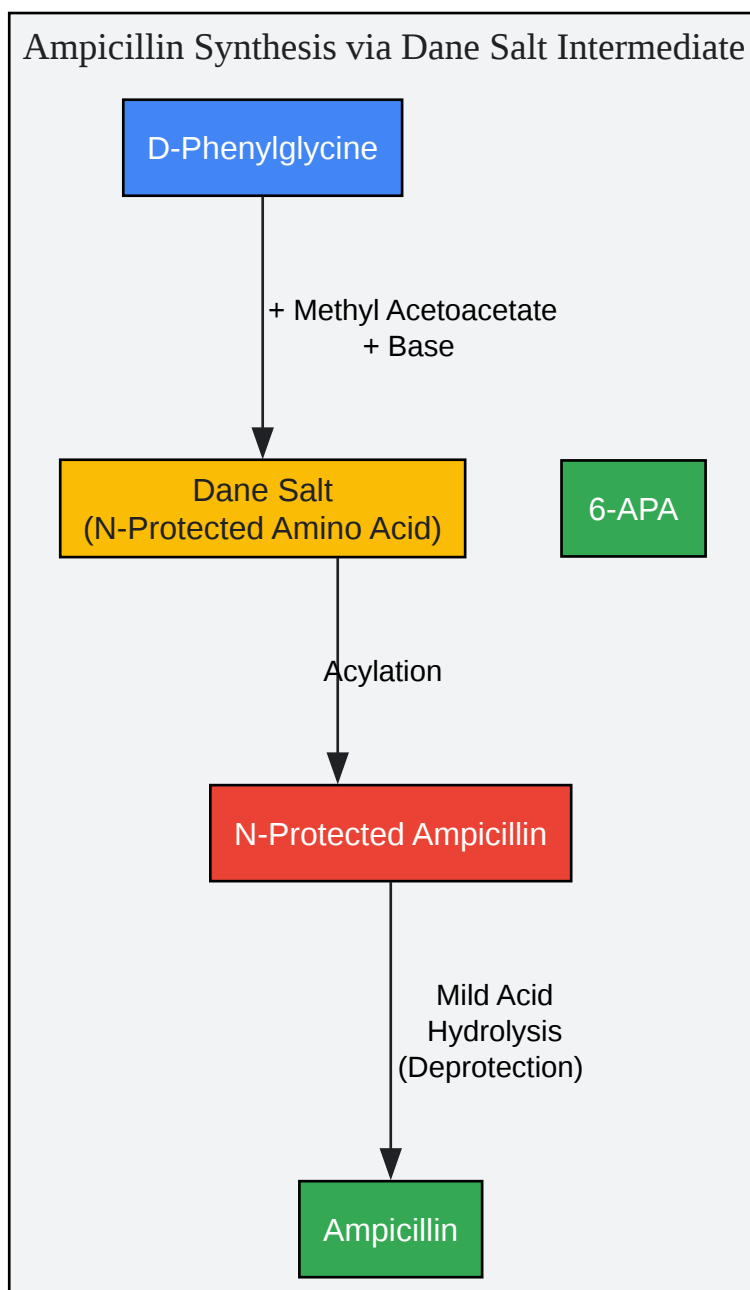 Ampicillin Synthesis via Dane Salt Intermediate
D-Phenylglycine
+ Methyl Acetoacetate
+ Base
Dane Salt
(N-Protected Amino Acid)
6-APA
Acylation
N-Protected Ampicillin
Mild Acid
Hydrolysis
(Deprotection)
Ampicillin